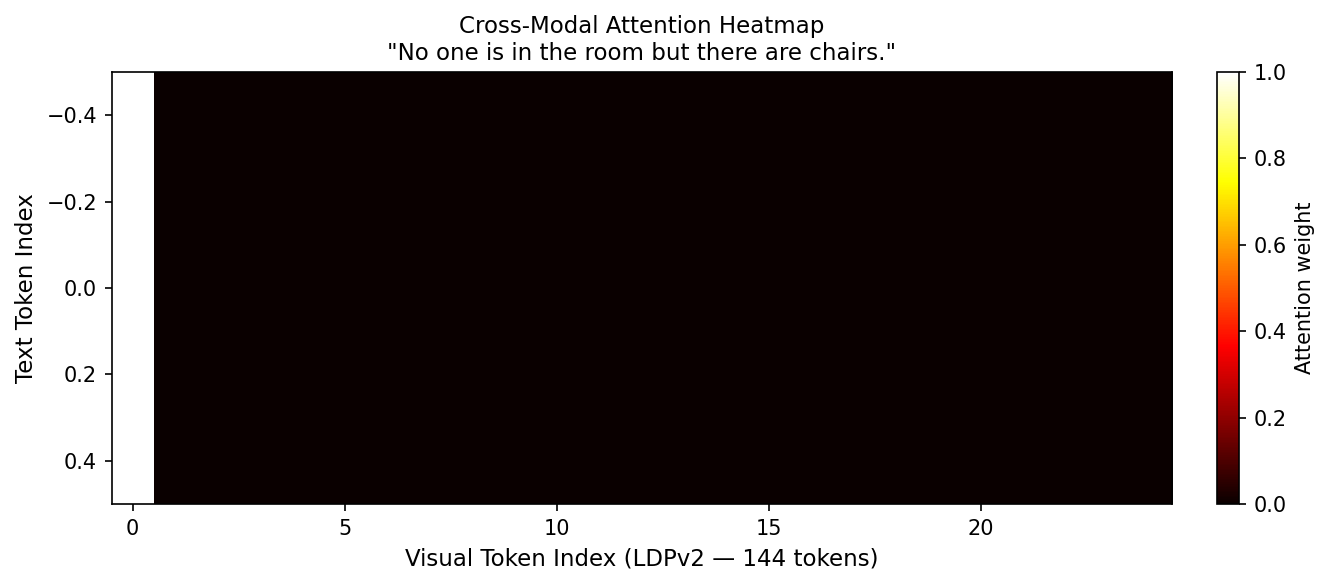 Cross-Modal Attention Heatmap
"No one is in the room but there are chairs."
Text Token Index
−0.4
−0.2
0.0
0.2
0.4
0 5 10 15 20
Visual Token Index (LDPv2 — 144 tokens)
1.0
0.8
0.6
0.4
0.2
0.0
Attention weight